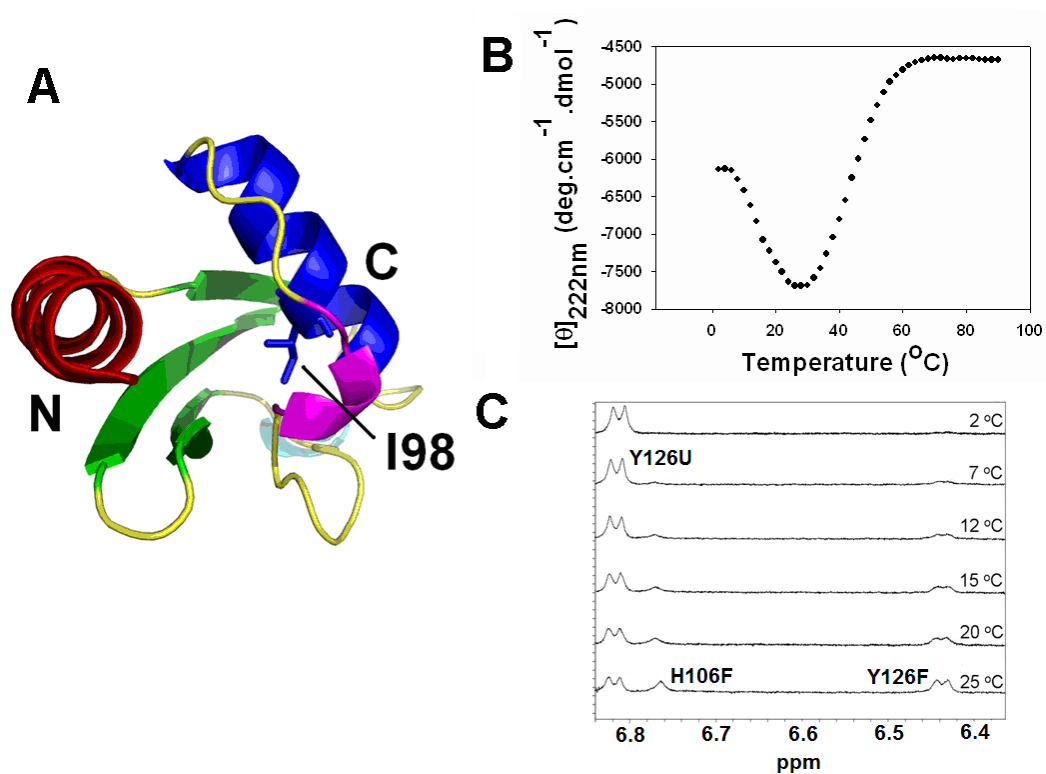 A
N
C
I98
B
[θ]222nm (deg.cm-1.dmol-1)
-4500
-5000
-5500
-6000
-6500
-7000
-7500
-8000
0 20 40 60 80 100
Temperature (oC)
C
2 oC
Y126U
7 oC
12 oC
15 oC
20 oC
H106F Y126F 25 oC
6.8 6.7 6.6 6.5 6.4
ppm